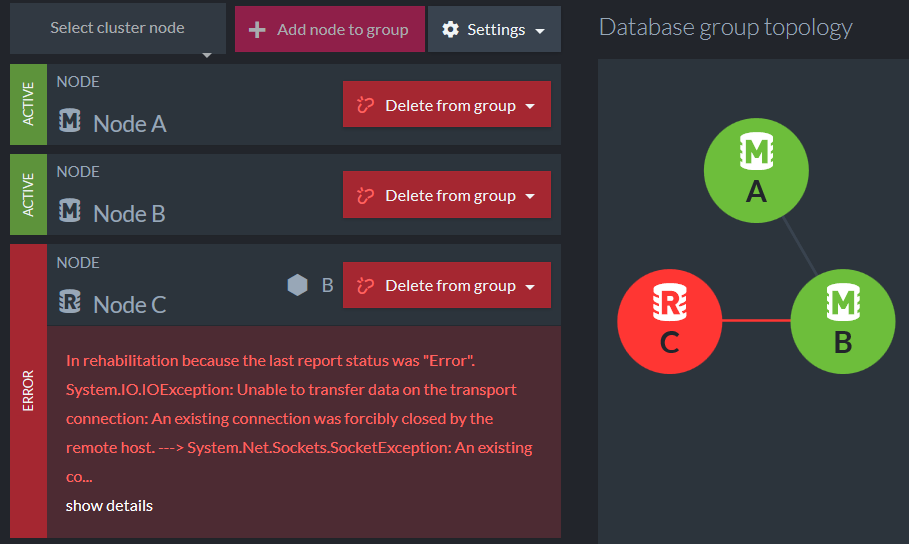 Select cluster node
Add node to group
Settings
Database group topology
ACTIVE
NODE
M
Node A
Delete from group
ACTIVE
NODE
M
Node B
Delete from group
ERROR
NODE
R
Node C
B
Delete from group
In rehabilitation because the last report status was "Error".
System.IO.IOException: Unable to transfer data on the transport
connection: An existing connection was forcibly closed by the
remote host. ---> System.Net.Sockets.SocketException: An existing
co...
show details
M
A
R
C
M
B